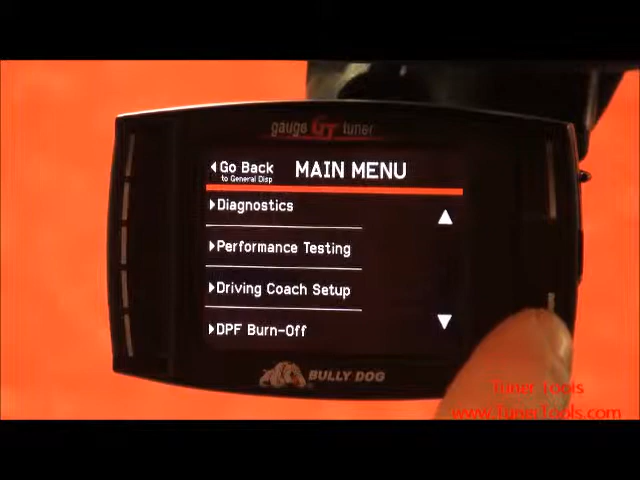 gauge GT tuner
Go Back
to General Disp
MAIN MENU
Diagnostics
Performance Testing
Driving Coach Setup
DPF Burn-Off
BULLY DOG
Tuner Tools
www.TunerTools.com